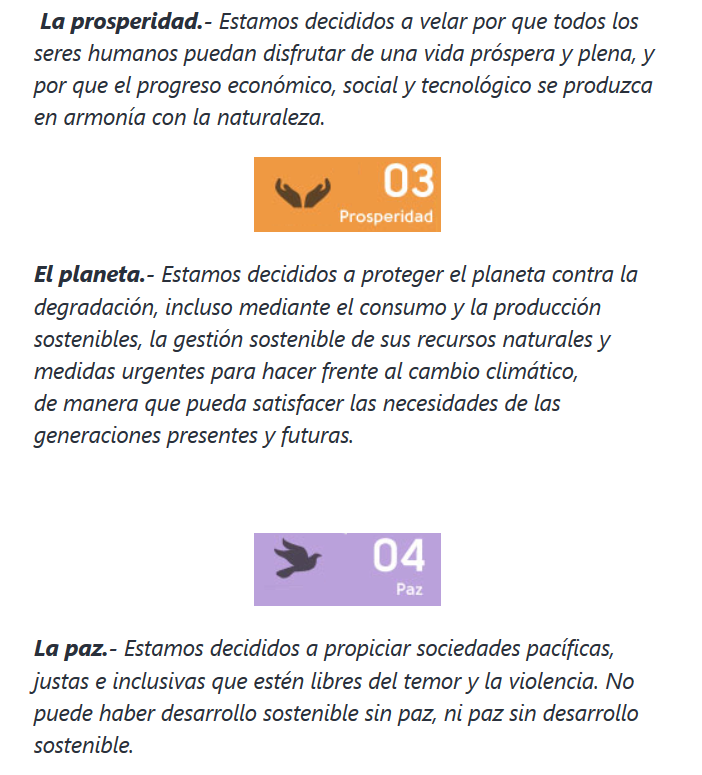 La prosperidad.- Estamos decididos a velar por que todos los
seres humanos puedan disfrutar de una vida próspera y plena, y
por que el progreso económico, social y tecnológico se produzca
en armonía con la naturaleza.
03
Prosperidad
El planeta.- Estamos decididos a proteger el planeta contra la
degradación, incluso mediante el consumo y la producción
sostenibles, la gestión sostenible de sus recursos naturales y
medidas urgentes para hacer frente al cambio climático,
de manera que pueda satisfacer las necesidades de las
generaciones presentes y futuras.
04
Paz
La paz.- Estamos decididos a propiciar sociedades pacíficas,
justas e inclusivas que estén libres del temor y la violencia. No
puede haber desarrollo sostenible sin paz, ni paz sin desarrollo
sostenible.